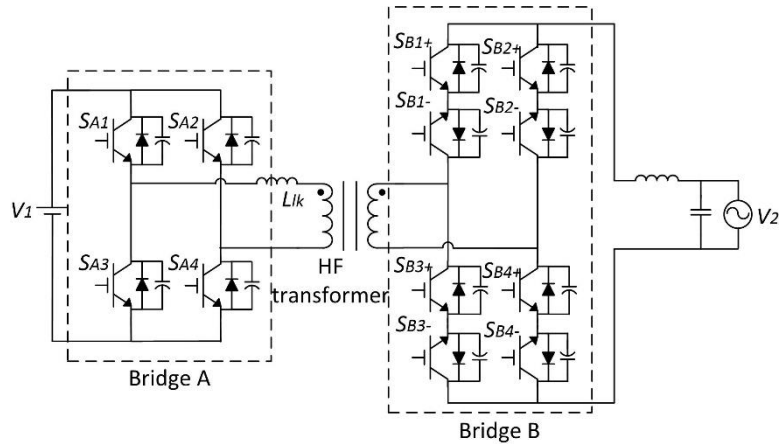 SB1+ SB2+
SB1- SB2-
SA1 SA2
V1
Llk
HF
transformer
V2
SA3 SA4
SB3+ SB4+
SB3- SB4-
Bridge A
Bridge B